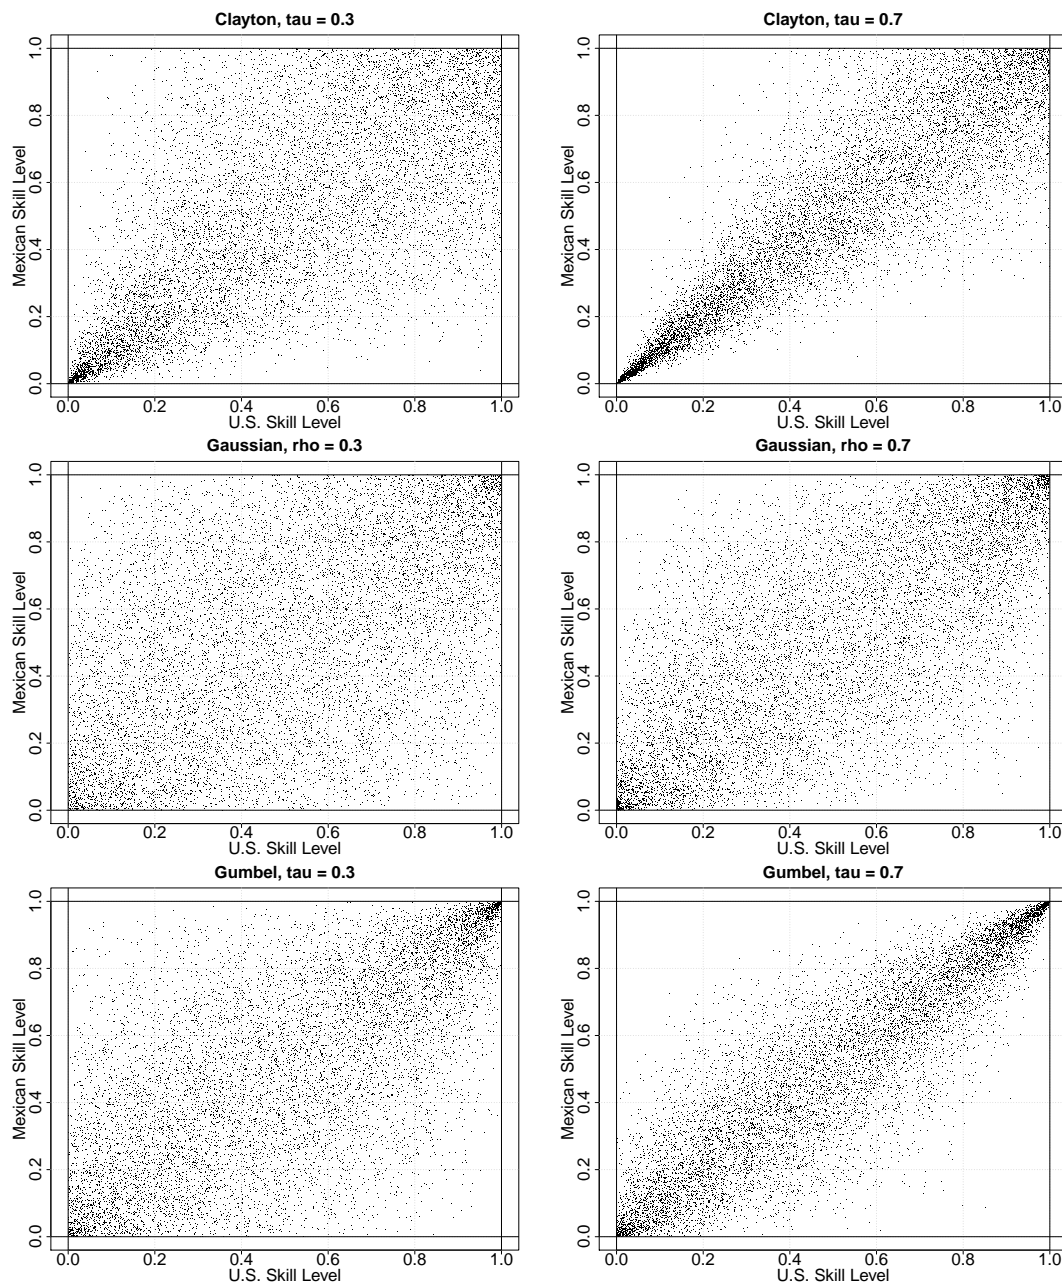 Clayton, tau = 0.3
Mexican Skill Level
1.0
0.8
0.6
0.4
0.2
0.0
0.0 0.2 0.4 0.6 0.8 1.0
U.S. Skill Level
Clayton, tau = 0.7
Mexican Skill Level
1.0
0.8
0.6
0.4
0.2
0.0
0.0 0.2 0.4 0.6 0.8 1.0
U.S. Skill Level
Gaussian, rho = 0.3
Mexican Skill Level
1.0
0.8
0.6
0.4
0.2
0.0
0.0 0.2 0.4 0.6 0.8 1.0
U.S. Skill Level
Gaussian, rho = 0.7
Mexican Skill Level
1.0
0.8
0.6
0.4
0.2
0.0
0.0 0.2 0.4 0.6 0.8 1.0
U.S. Skill Level
Gumbel, tau = 0.3
Mexican Skill Level
1.0
0.8
0.6
0.4
0.2
0.0
0.0 0.2 0.4 0.6 0.8 1.0
U.S. Skill Level
Gumbel, tau = 0.7
Mexican Skill Level
1.0
0.8
0.6
0.4
0.2
0.0
0.0 0.2 0.4 0.6 0.8 1.0
U.S. Skill Level